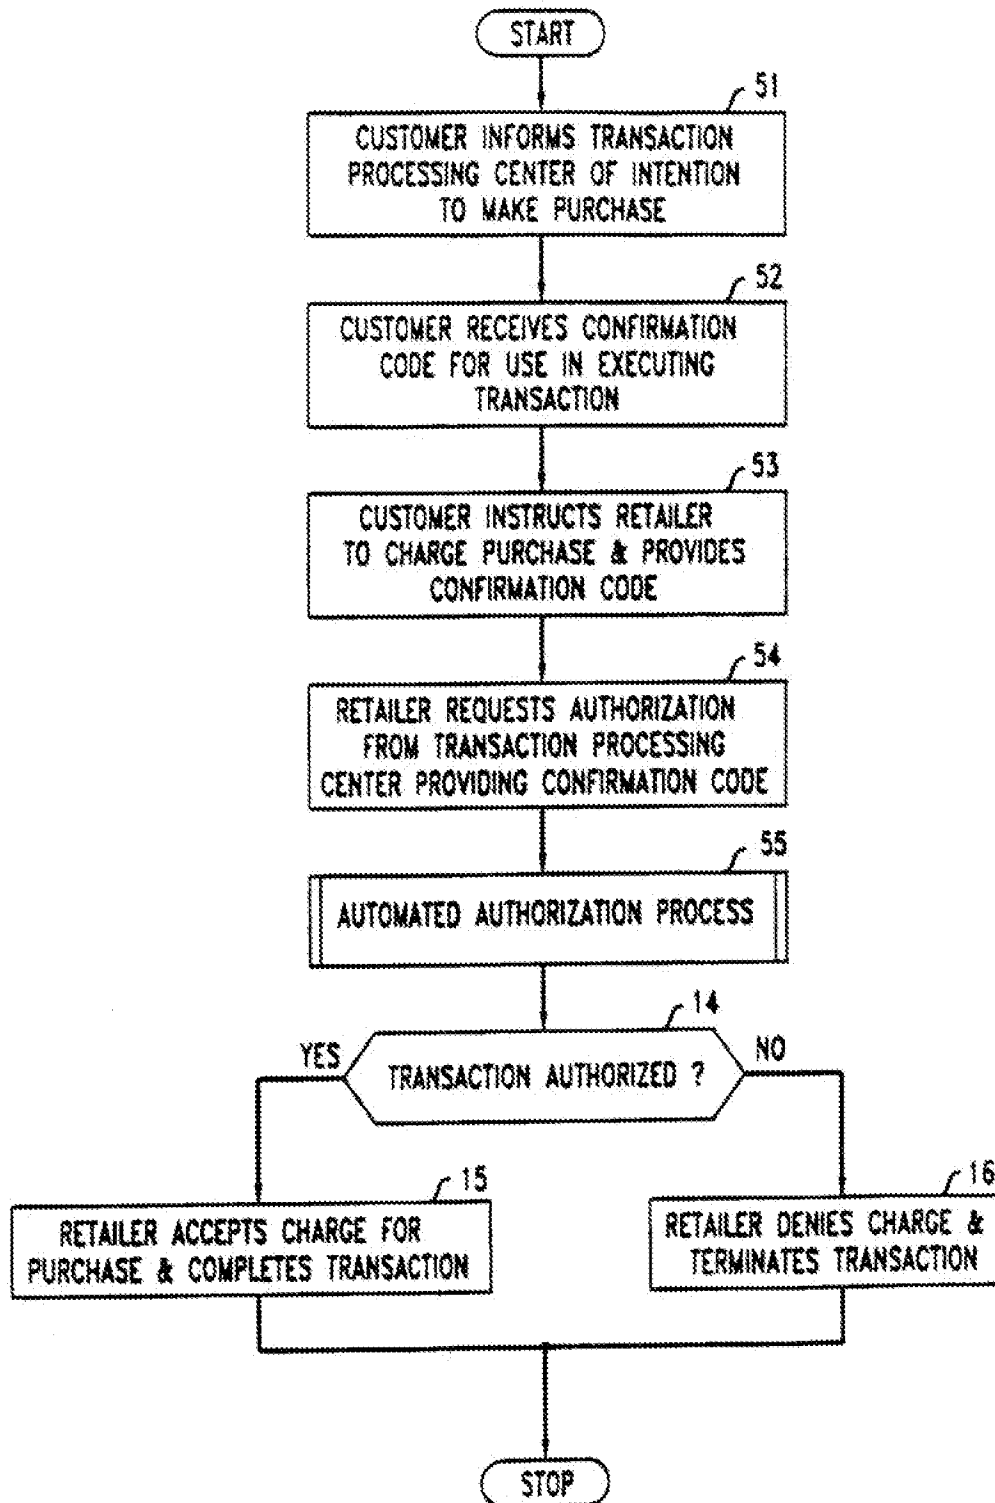 START
51
CUSTOMER INFORMS TRANSACTION
PROCESSING CENTER OF INTENTION
TO MAKE PURCHASE
52
CUSTOMER RECEIVES CONFIRMATION
CODE FOR USE IN EXECUTING
TRANSACTION
53
CUSTOMER INSTRUCTS RETAILER
TO CHARGE PURCHASE & PROVIDES
CONFIRMATION CODE
54
RETAILER REQUESTS AUTHORIZATION
FROM TRANSACTION PROCESSING
CENTER PROVIDING CONFIRMATION CODE
55
AUTOMATED AUTHORIZATION PROCESS
14
YES
TRANSACTION AUTHORIZED ?
NO
15
RETAILER ACCEPTS CHARGE FOR
PURCHASE & COMPLETES TRANSACTION
16
RETAILER DENIES CHARGE &
TERMINATES TRANSACTION
STOP